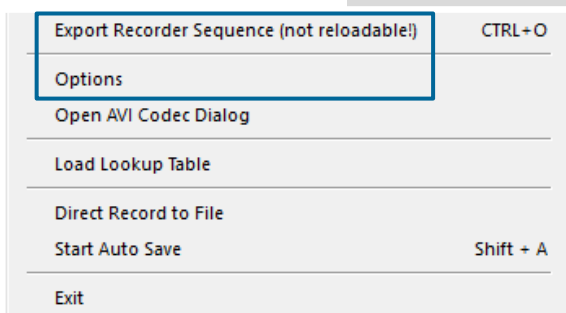 Export Recorder Sequence (not reloadable!) CTRL+O
Options
Open AVI Codec Dialog
Load Lookup Table
Direct Record to File
Start Auto Save Shift + A
Exit